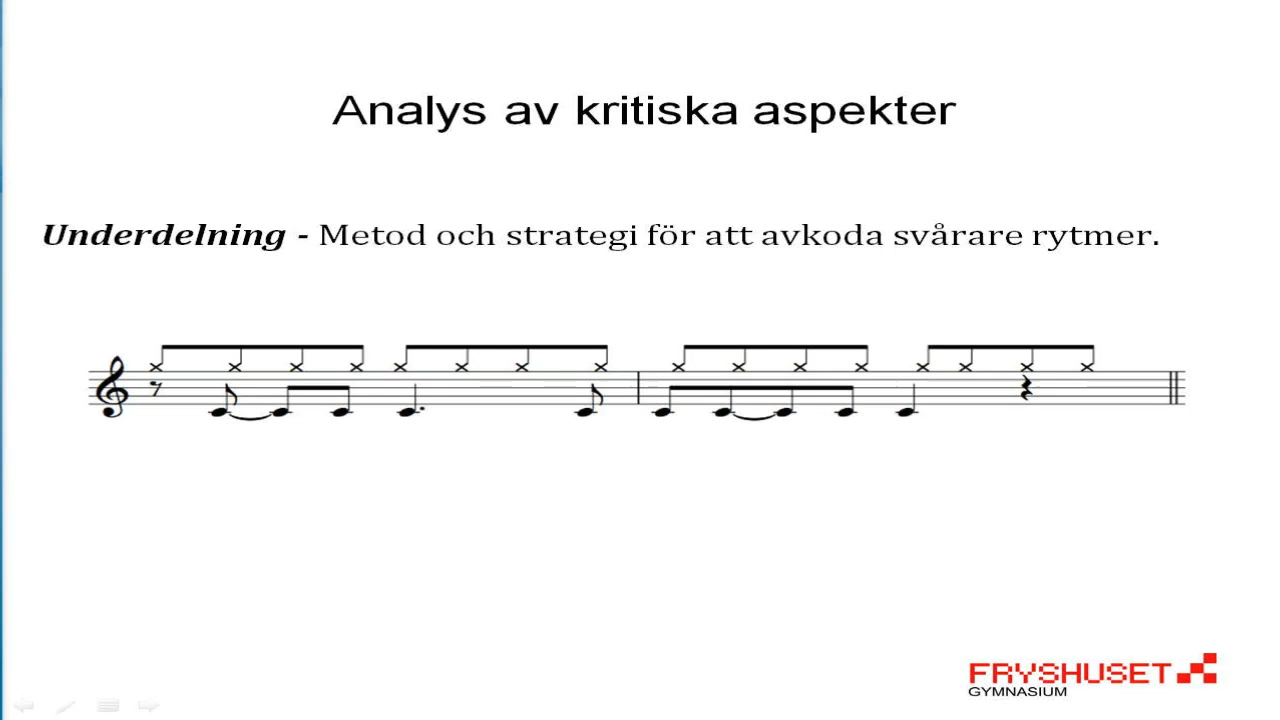 Analys av kritiska aspekter
Underdelning - Metod och strategi för att avkoda svårare rytmer.
FRYSHUSET
GYMNASIUM